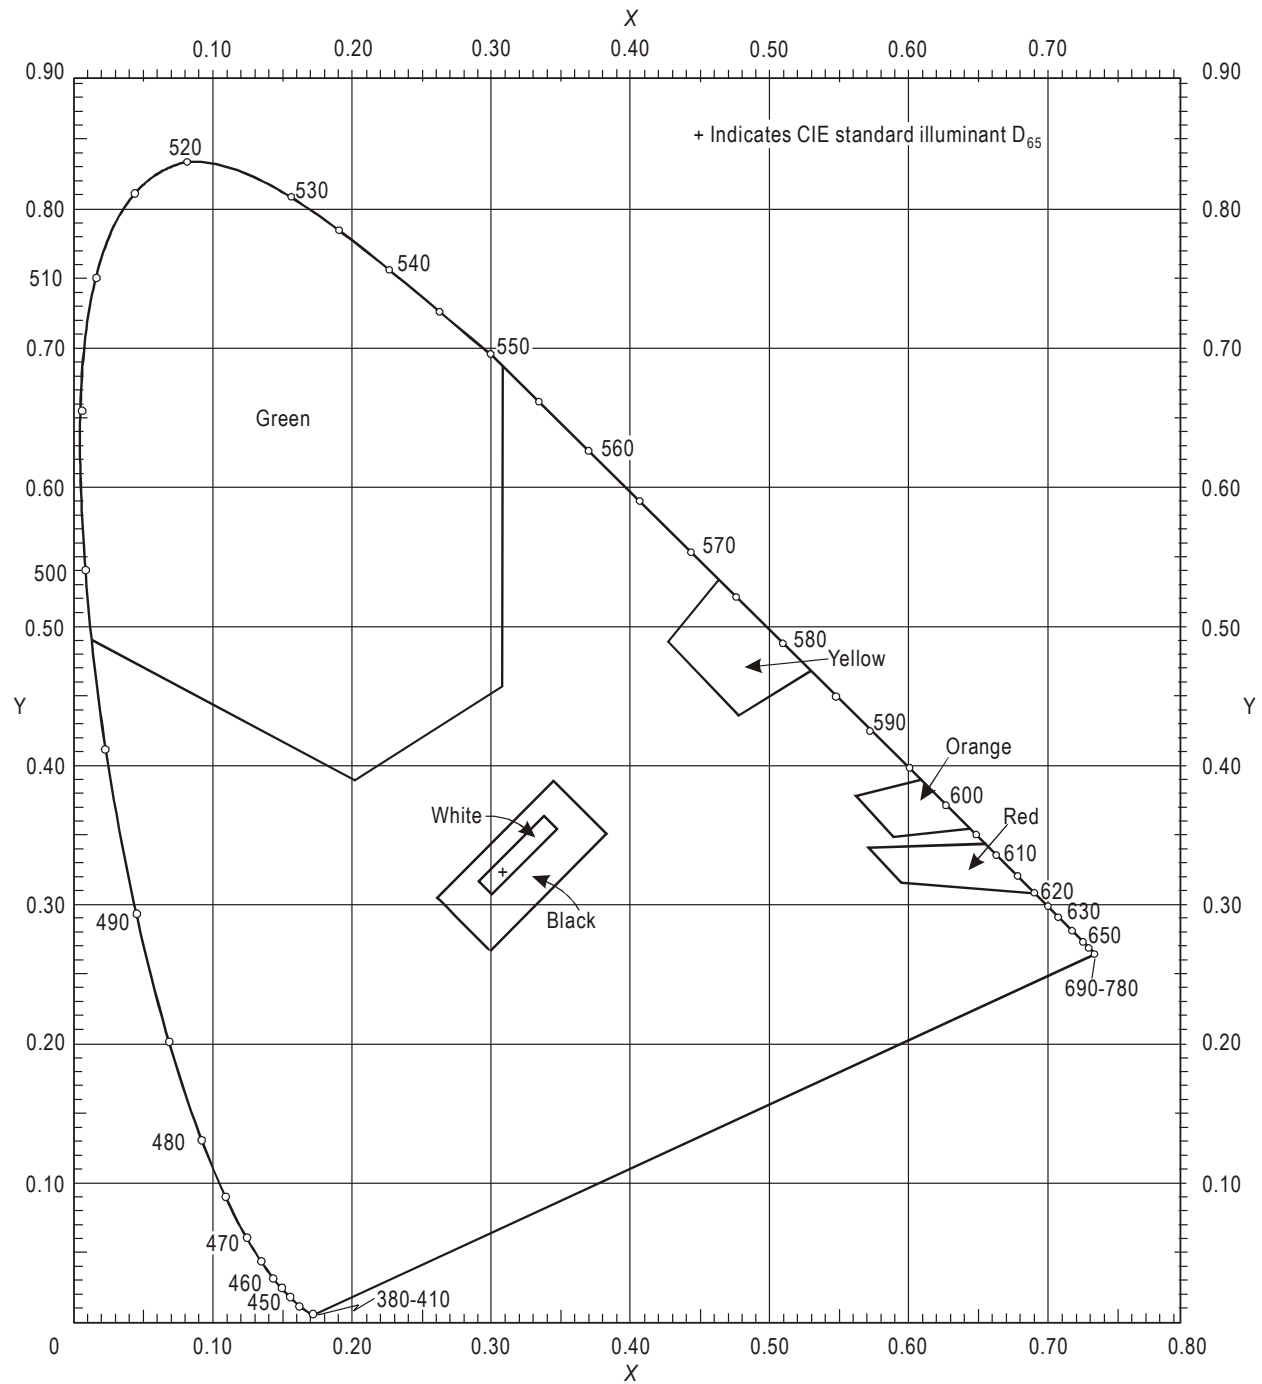 X
0.10 0.20 0.30 0.40 0.50 0.60 0.70
0.90 0.90
+ Indicates CIE standard illuminant D65
520
530
0.80 0.80
540
510
550
0.70 0.70
Green
560
0.60 0.60
570
500
0.50 0.50
580
Yellow
Y Y
590
Orange
0.40 0.40
600
White Red
610
620
0.30 0.30
630
490 Black
650
690-780
0.20 0.20
480
0.10 0.10
470
460
450 380-410
0 0.10 0.20 0.30 0.40 0.50 0.60 0.70 0.80
X